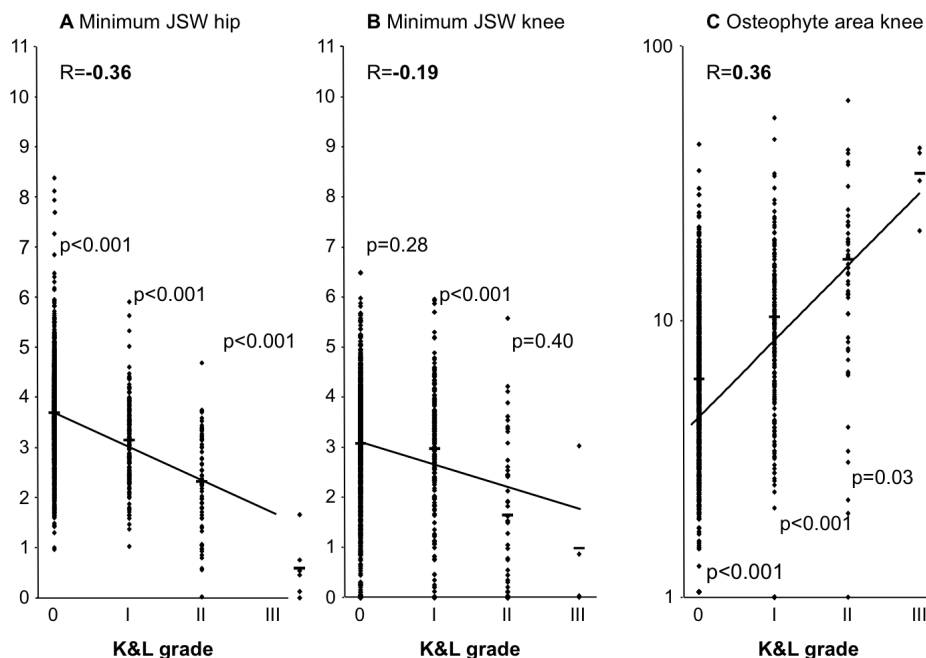 A Minimum JSW hip
11
10
9
8
7
6
5
4
3
2
1
0
R=-0.36
p<0.001
p<0.001
p<0.001
0 I II III
K&L grade
B Minimum JSW knee
11
10
9
8
7
6
5
4
3
2
1
0
R=-0.19
p=0.28
p<0.001
p=0.40
0 I II III
K&L grade
C Osteophyte area knee
100
10
1
R=0.36
p=0.03
p<0.001
p<0.001
0 I II III
K&L grade